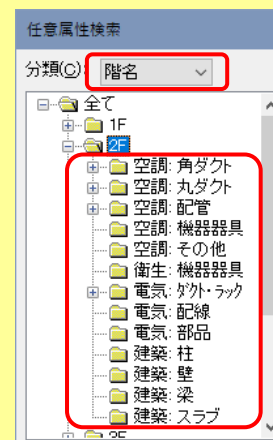 任意属性検索
分類(C): 階名
全て
1F
2F
空調: 角ダクト
空調: 丸ダクト
空調: 配管
空調: 機器器具
空調: その他
衛生: 機器器具
電気: ダクト・ラック
電気: 配線
電気: 部品
建築: 柱
建築: 壁
建築: 梁
建築: スラブ